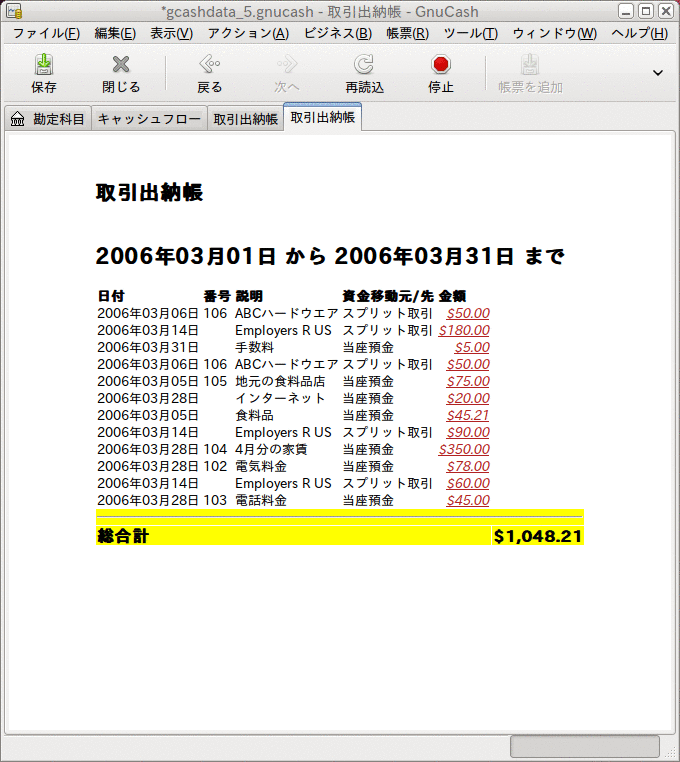 *gcashdata_5.gnucash - 取引出納帳 - GnuCash
ファイル(F) 編集(E) 表示(V) アクション(A) ビジネス(B) 帳票(R) ツール(T) ウィンドウ(W) ヘルプ(H)
保存 閉じる 戻る 次へ 再読込 停止 帳票を追加
勘定科目 キャッシュフロー 取引出納帳 取引出納帳
取引出納帳
2006年03月01日 から 2006年03月31日 まで
日付 番号 説明 資金移動元/先 金額
2006年03月06日 106 ABCハードウエア スプリット取引 $50.00
2006年03月14日 Employers R US スプリット取引 $180.00
2006年03月31日 手数料 当座預金 $5.00
2006年03月06日 106 ABCハードウエア スプリット取引 $50.00
2006年03月05日 105 地元の食料品店 当座預金 $75.00
2006年03月28日 インターネット 当座預金 $20.00
2006年03月05日 食料品 当座預金 $45.21
2006年03月14日 Employers R US スプリット取引 $90.00
2006年03月28日 104 4月分の家賃 当座預金 $350.00
2006年03月28日 102 電気料金 当座預金 $78.00
2006年03月14日 Employers R US スプリット取引 $60.00
2006年03月28日 103 電話料金 当座預金 $45.00
総合計 $1,048.21